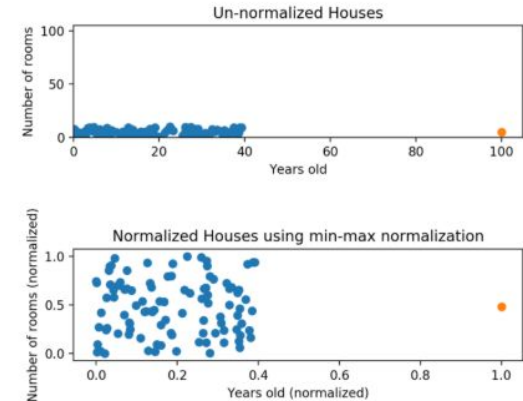 Un-normalized Houses
Number of rooms
100
50
0
0 20 40 60 80 100
Years old
Normalized Houses using min-max normalization
Number of rooms (normalized)
1.0
0.5
0.0
0.0 0.2 0.4 0.6 0.8 1.0
Years old (normalized)